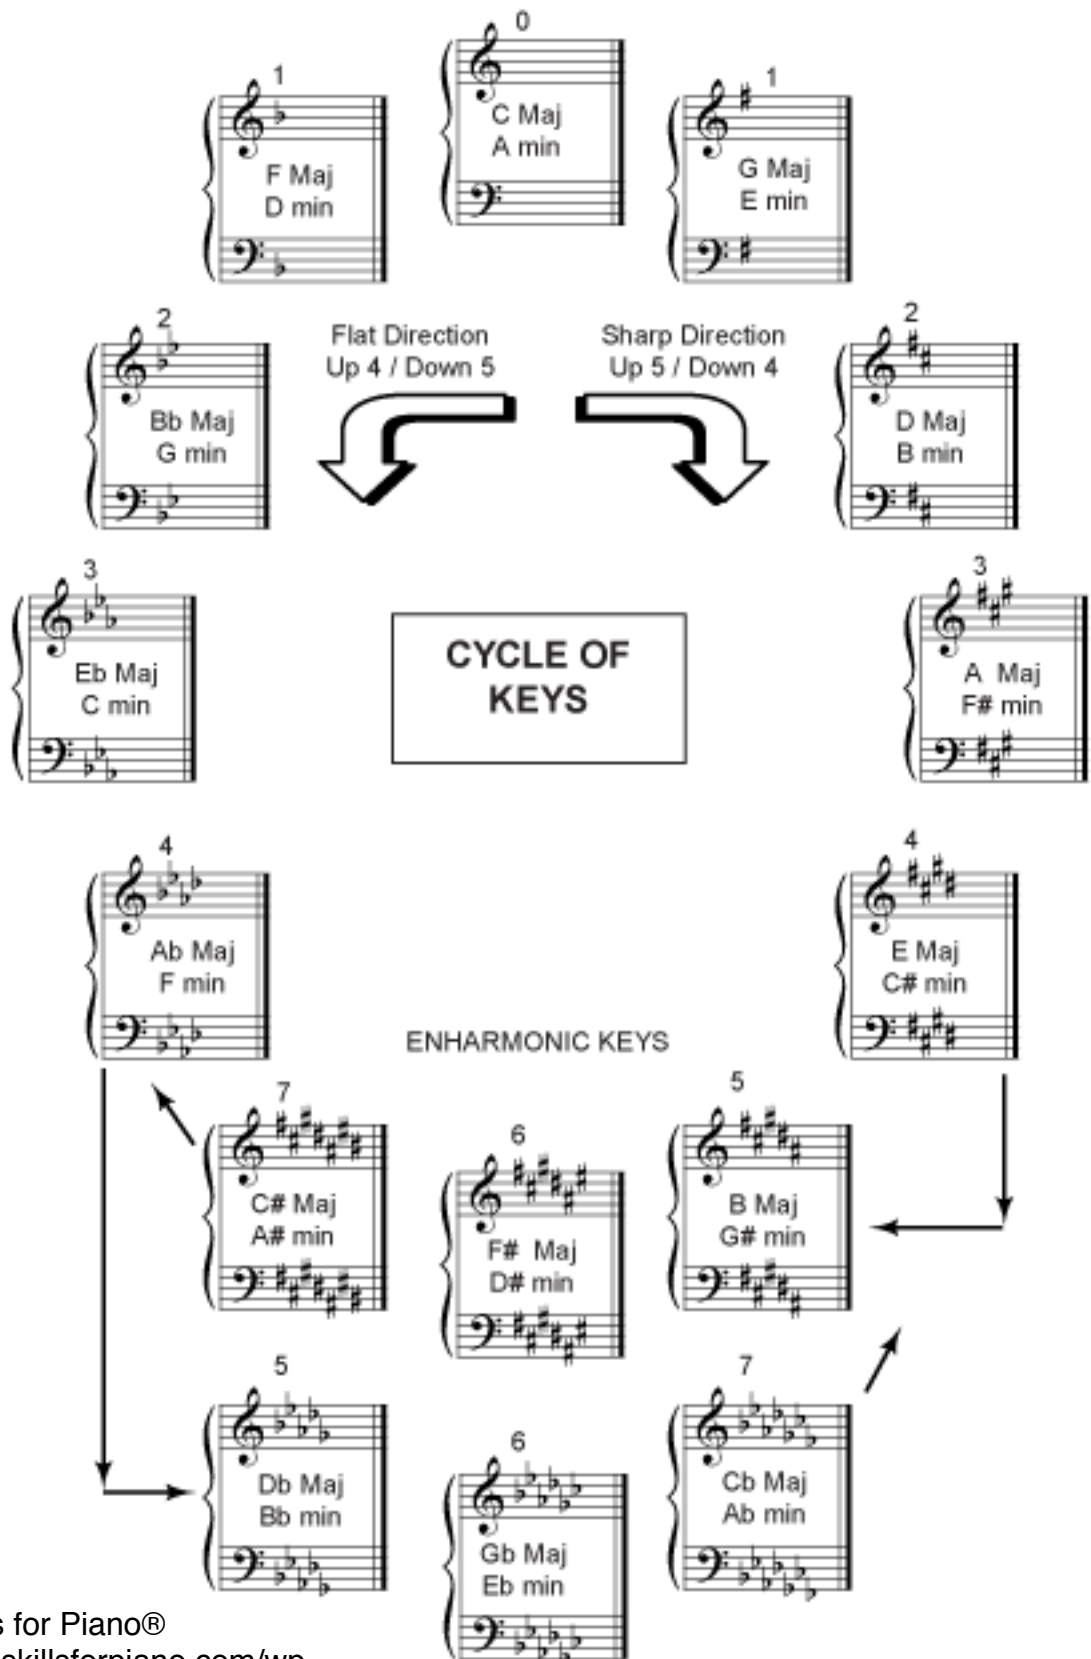 0
C Maj
A min
1
F Maj
D min
1
G Maj
E min
2
Bb Maj
G min
Flat Direction
Up 4 / Down 5
Sharp Direction
Up 5 / Down 4
2
D Maj
B min
3
Eb Maj
C min
CYCLE OF
KEYS
3
A Maj
F# min
4
Ab Maj
F min
4
E Maj
C# min
ENHARMONIC KEYS
7
C# Maj
A# min
6
F# Maj
D# min
5
B Maj
G# min
5
Db Maj
Bb min
6
Gb Maj
Eb min
7
Cb Maj
Ab min
s for Piano®
skillsforpiano.com/wp